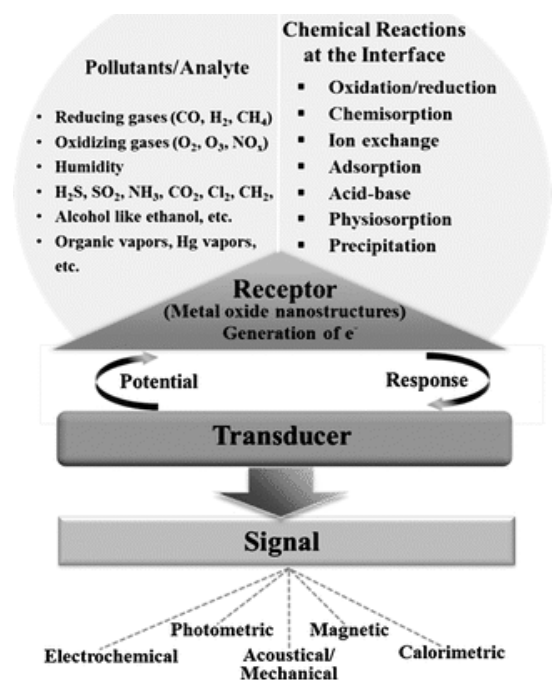 Pollutants/Analyte
• Reducing gases (CO, H₂, CH₄)
• Oxidizing gases (O₂, O₃, NOₓ)
• Humidity
• H₂S, SO₂, NH₃, CO₂, Cl₂, CH₂,
• Alcohol like ethanol, etc.
• Organic vapors, Hg vapors,
etc.
Chemical Reactions
at the Interface
▪ Oxidation/reduction
▪ Chemisorption
▪ Ion exchange
▪ Adsorption
▪ Acid-base
▪ Physiosorption
▪ Precipitation
Receptor
(Metal oxide nanostructures)
Generation of e⁻
Potential
Response
Transducer
Signal
Electrochemical
Photometric
Acoustical/
Mechanical
Magnetic
Calorimetric